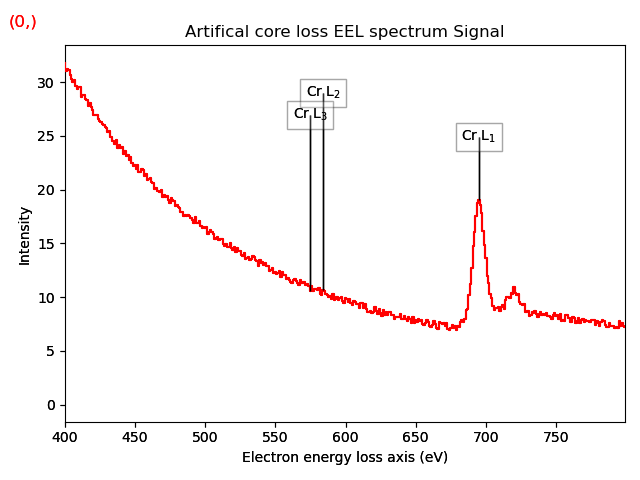 (0,)
Artifical core loss EEL spectrum Signal
Intensity
30
25
20
15
10
5
0
Cr L₂
Cr L₃
Cr L₁
400 450 500 550 600 650 700 750
Electron energy loss axis (eV)